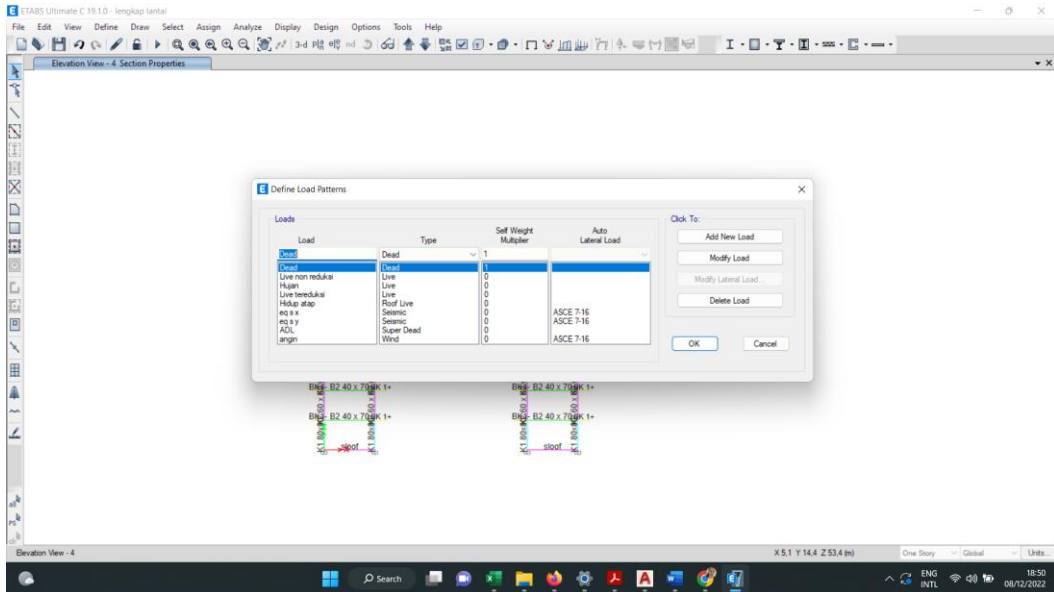 ETABS Ultimate C 19.1.0 - lengkap lantai
File Edit View Define Draw Select Assign Analyze Display Design Options Tools Help
Elevation View - 4 Section Properties
Define Load Patterns
Loads
Click To:
Load Type Self Weight Multiplier Auto Lateral Load
Dead Dead 1
Dead Dead 1
Live non reduksi Live 0
Hujan Live 0
Live tereduksi Live 0
Hidup atap Roof Live 0
eq s x Seismic 0 ASCE 7-16
eq s y Seismic 0 ASCE 7-16
ADL Super Dead 0
angin Wind 0 ASCE 7-16
Add New Load
Modify Load
Modify Lateral Load...
Delete Load
OK Cancel
B2 40 x 70 B2 40 x 70
B2 40 x 70 B2 40 x 70
sloof sloof
Elevation View - 4 X 5,1 Y 14,4 Z 53,4 (m) One Story Global Units...
Search ENG INTL 18:50 08/12/2022